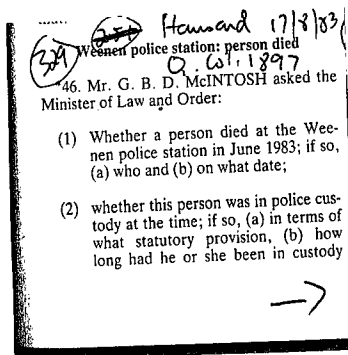 Hansard 17/8/83
329
Weenen police station: person died
Q. Col. 1897
*46. Mr. G. B. D. McINTOSH asked the
Minister of Law and Order:
(1) Whether a person died at the Wee-
nen police station in June 1983; if so,
(a) who and (b) on what date;
(2) whether this person was in police cus-
tody at the time; if so, (a) in terms of
what statutory provision, (b) how
long had he or she been in custody